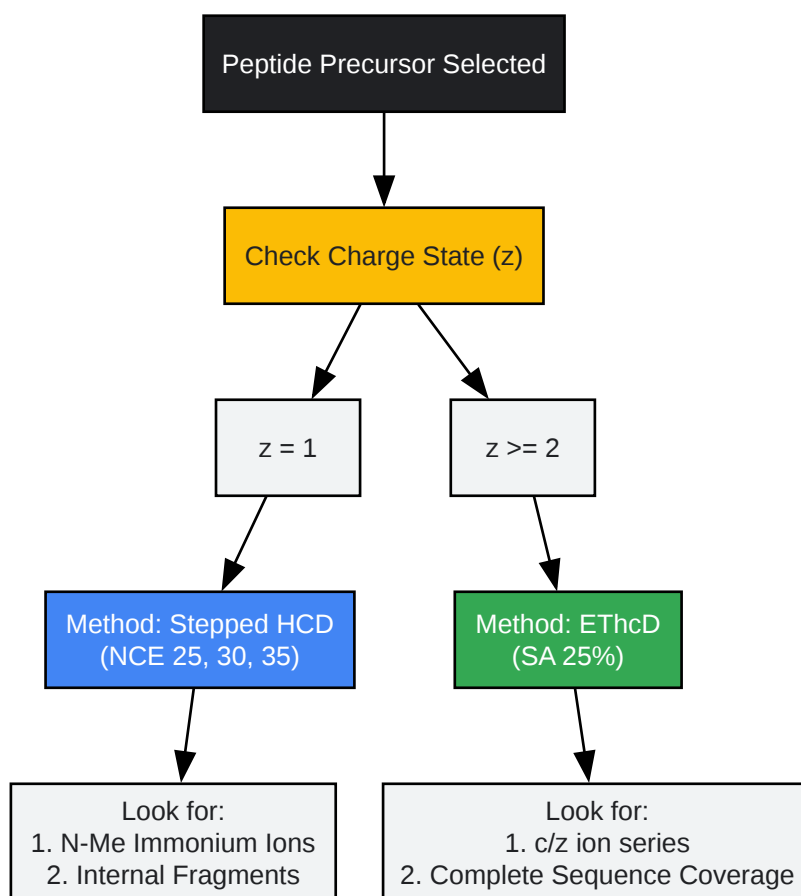 Peptide Precursor Selected
Check Charge State (z)
z = 1
z >= 2
Method: Stepped HCD
(NCE 25, 30, 35)
Method: EThcD
(SA 25%)
Look for:
1. N-Me Immonium Ions
2. Internal Fragments
Look for:
1. c/z ion series
2. Complete Sequence Coverage